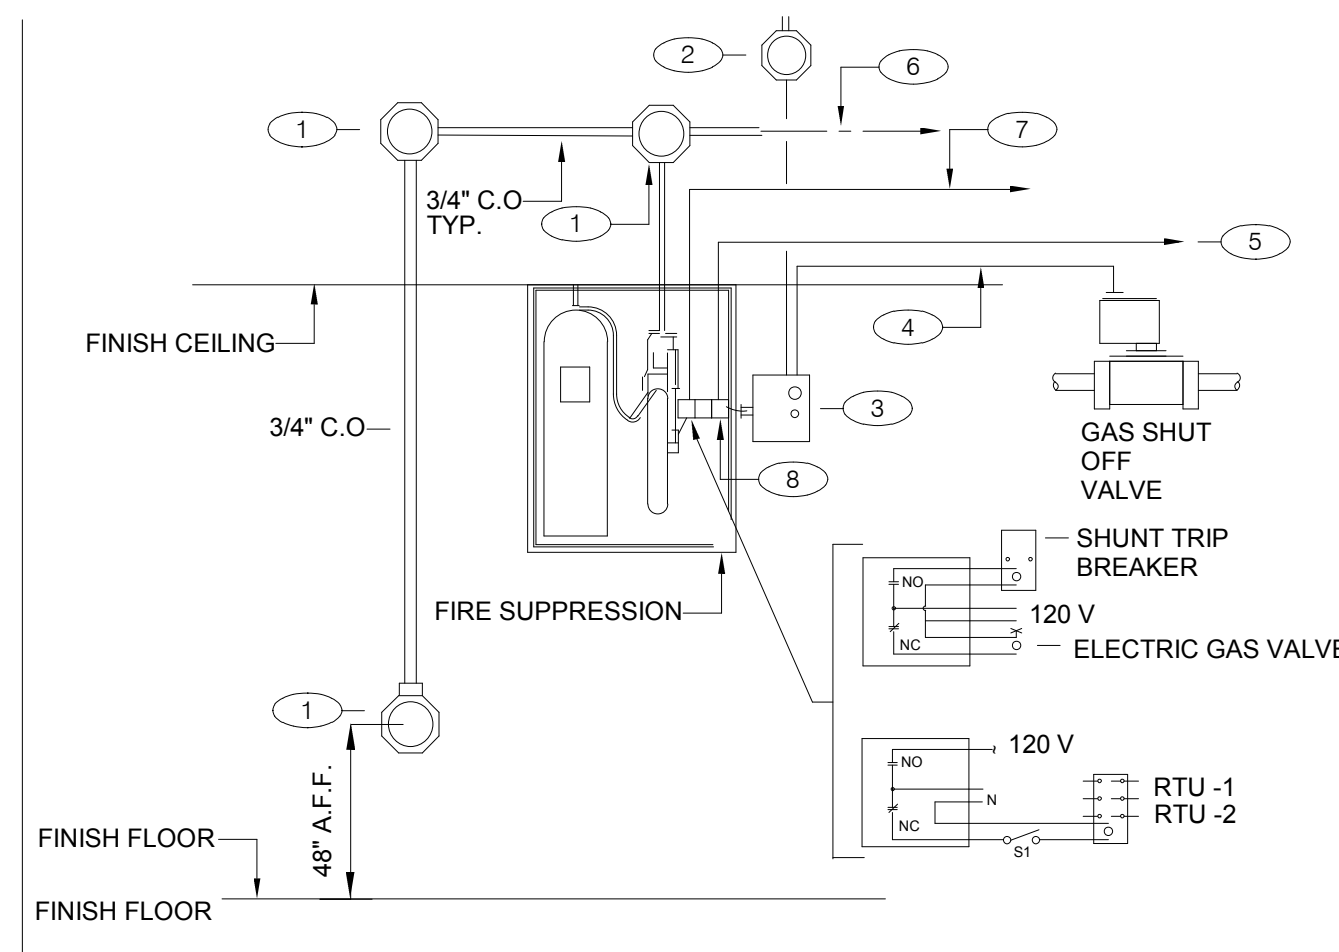 2
6
1
7
3/4" C.O
TYP.
1
5
4
FINISH CEILING
3
3/4" C.O
GAS SHUT
OFF
VALVE
8
SHUNT TRIP
BREAKER
NO
FIRE SUPPRESSION
120 V
NC
ELECTRIC GAS VALVE
1
120 V
NO
RTU -1
N
RTU -2
NC
S1
48" A.F.F.
FINISH FLOOR
FINISH FLOOR